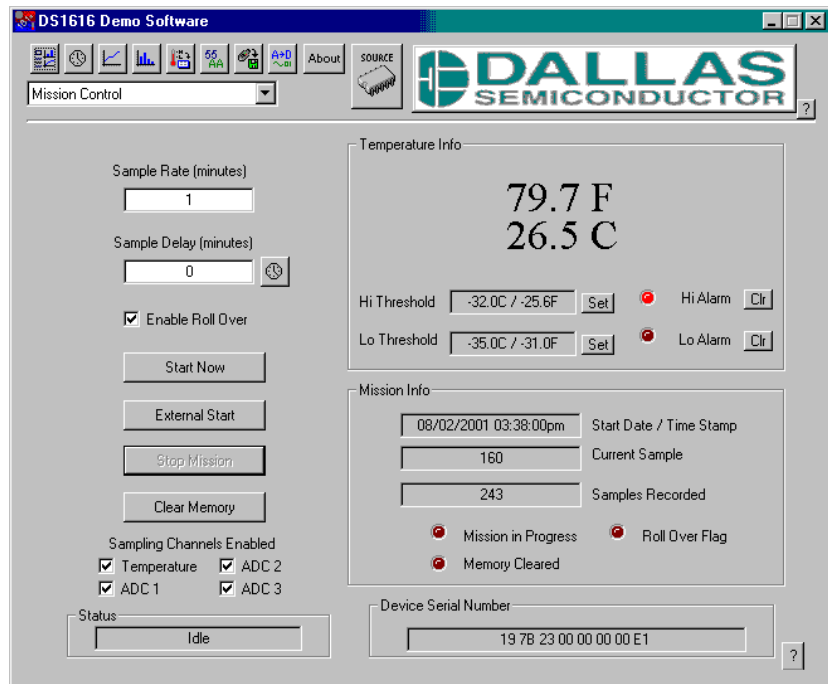 DS1616 Demo Software
55
AA
A→D
About
SOURCE
DALLAS
SEMICONDUCTOR
Mission Control
?
Sample Rate (minutes)
1
Sample Delay (minutes)
0
Enable Roll Over
Start Now
External Start
Stop Mission
Clear Memory
Sampling Channels Enabled
Temperature ADC 2
ADC 1 ADC 3
Status
Idle
Temperature Info
79.7 F
26.5 C
Hi Threshold -32.0C / -25.6F Set Hi Alarm Clr
Lo Threshold -35.0C / -31.0F Set Lo Alarm Clr
Mission Info
08/02/2001 03:38:00pm Start Date / Time Stamp
160 Current Sample
243 Samples Recorded
Mission in Progress Roll Over Flag
Memory Cleared
Device Serial Number
19 7B 23 00 00 00 00 E1
?